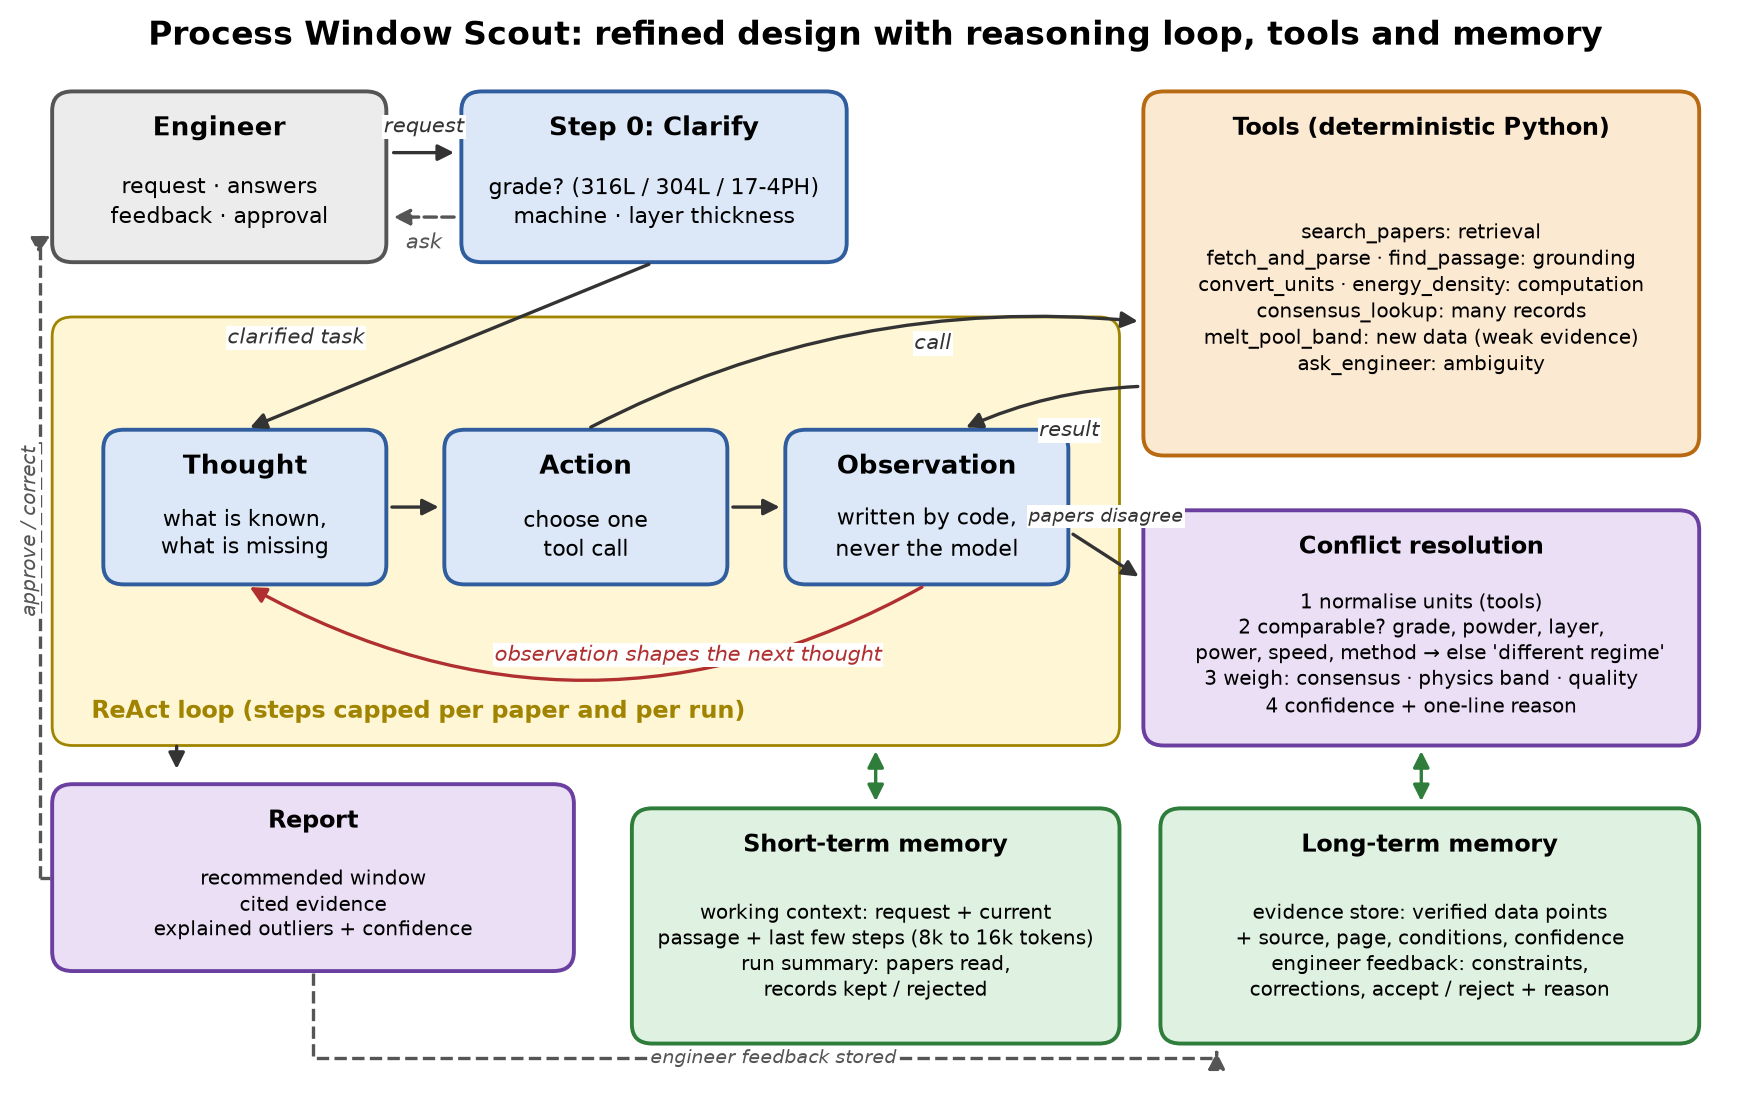 Process Window Scout: refined design with reasoning loop, tools and memory
Engineer
request · answers
feedback · approval
request
ask
Step 0: Clarify
grade? (316L / 304L / 17-4PH)
machine · layer thickness
Tools (deterministic Python)
search_papers: retrieval
fetch_and_parse · find_passage: grounding
convert_units · energy_density: computation
consensus_lookup: many records
melt_pool_band: new data (weak evidence)
ask_engineer: ambiguity
clarified task
call
result
Thought
what is known,
what is missing
Action
choose one
tool call
Observation
written by code,
never the model
papers disagree
observation shapes the next thought
ReAct loop (steps capped per paper and per run)
approve / correct
Conflict resolution
1 normalise units (tools)
2 comparable? grade, powder, layer,
power, speed, method → else 'different regime'
3 weigh: consensus · physics band · quality
4 confidence + one-line reason
Report
recommended window
cited evidence
explained outliers + confidence
Short-term memory
working context: request + current
passage + last few steps (8k to 16k tokens)
run summary: papers read,
records kept / rejected
Long-term memory
evidence store: verified data points
+ source, page, conditions, confidence
engineer feedback: constraints,
corrections, accept / reject + reason
engineer feedback stored